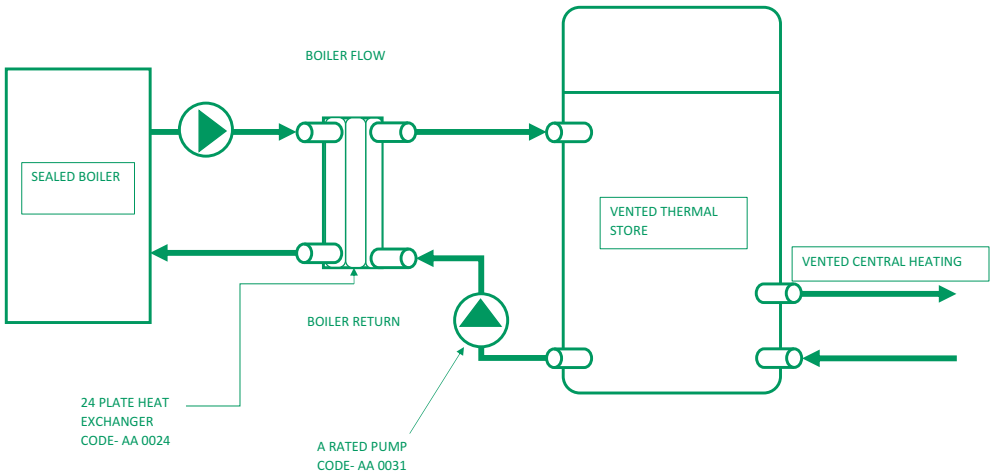 BOILER FLOW
SEALED BOILER
VENTED THERMAL
STORE
VENTED CENTRAL HEATING
BOILER RETURN
24 PLATE HEAT
EXCHANGER
CODE- AA 0024
A RATED PUMP
CODE- AA 0031